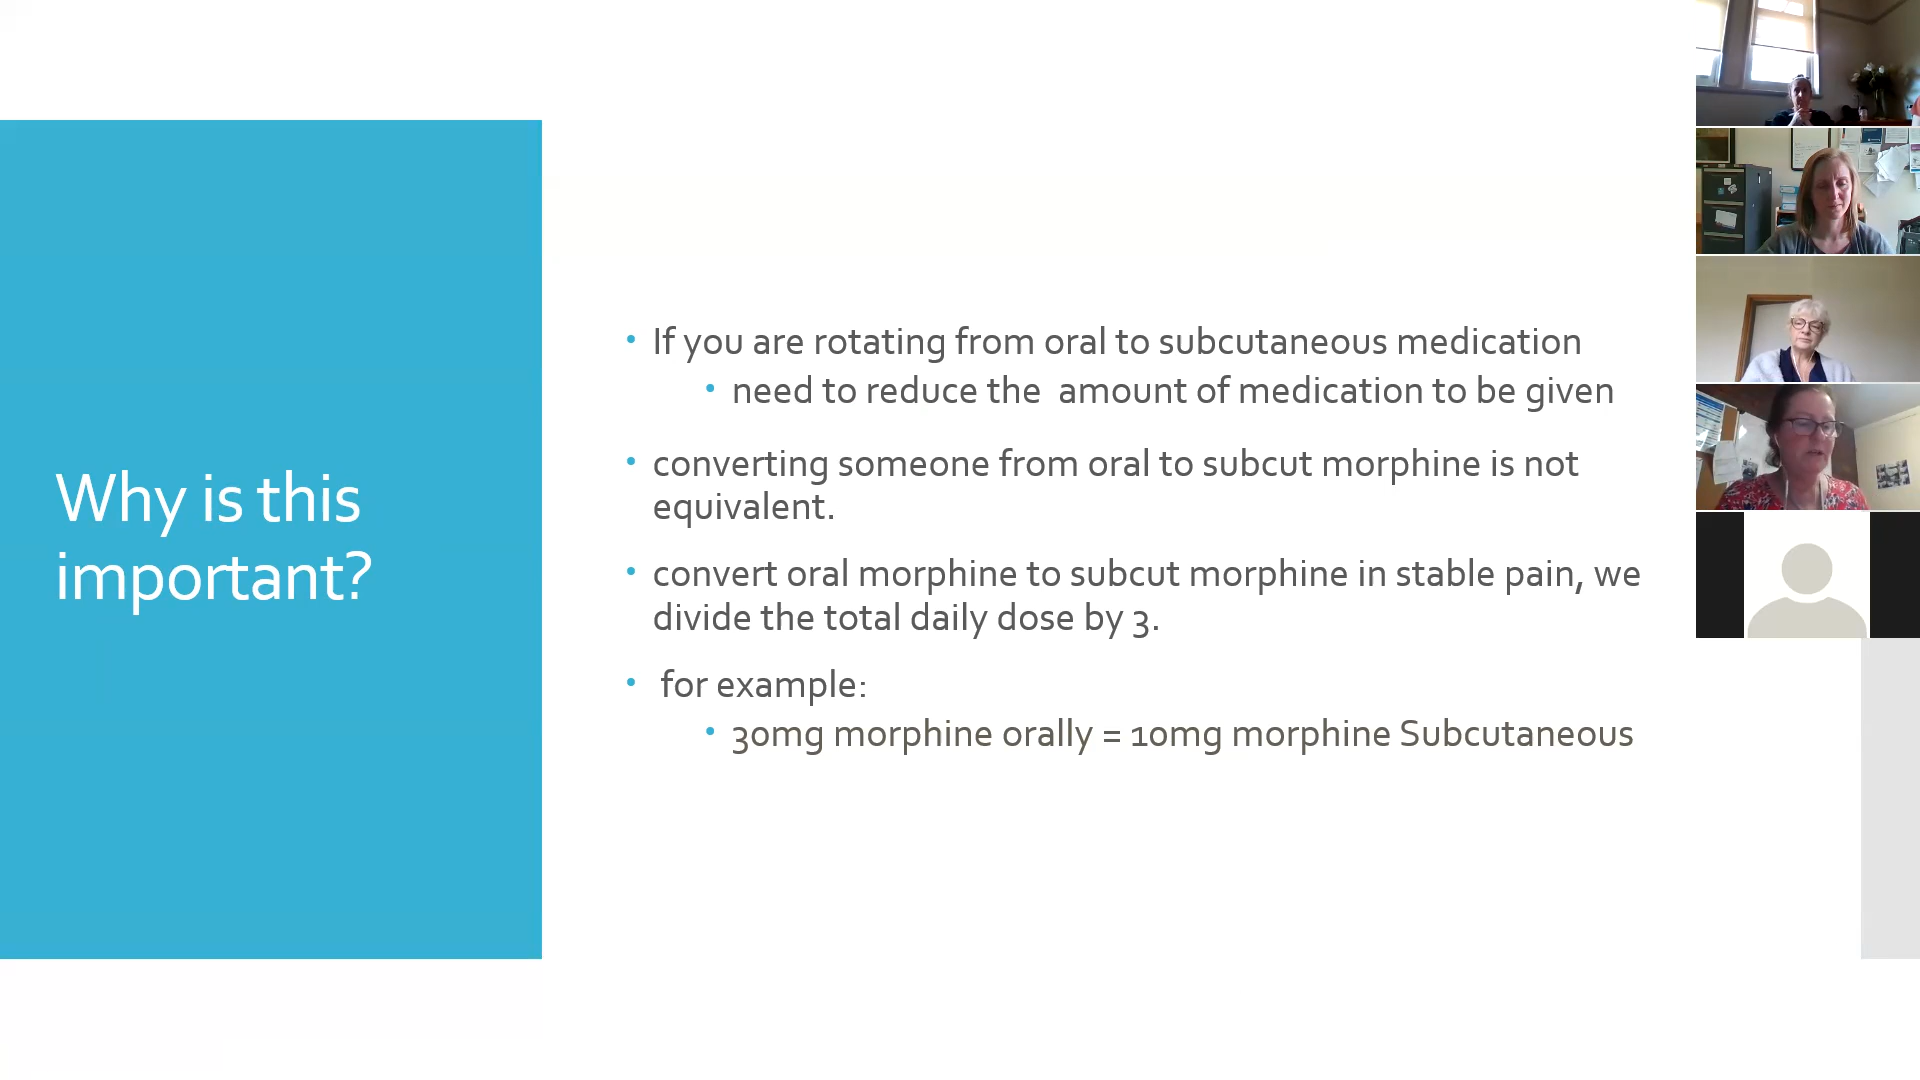 Why is this
important?
If you are rotating from oral to subcutaneous medication
need to reduce the amount of medication to be given
converting someone from oral to subcut morphine is not
equivalent.
convert oral morphine to subcut morphine in stable pain, we
divide the total daily dose by 3.
for example:
30mg morphine orally = 10mg morphine Subcutaneous